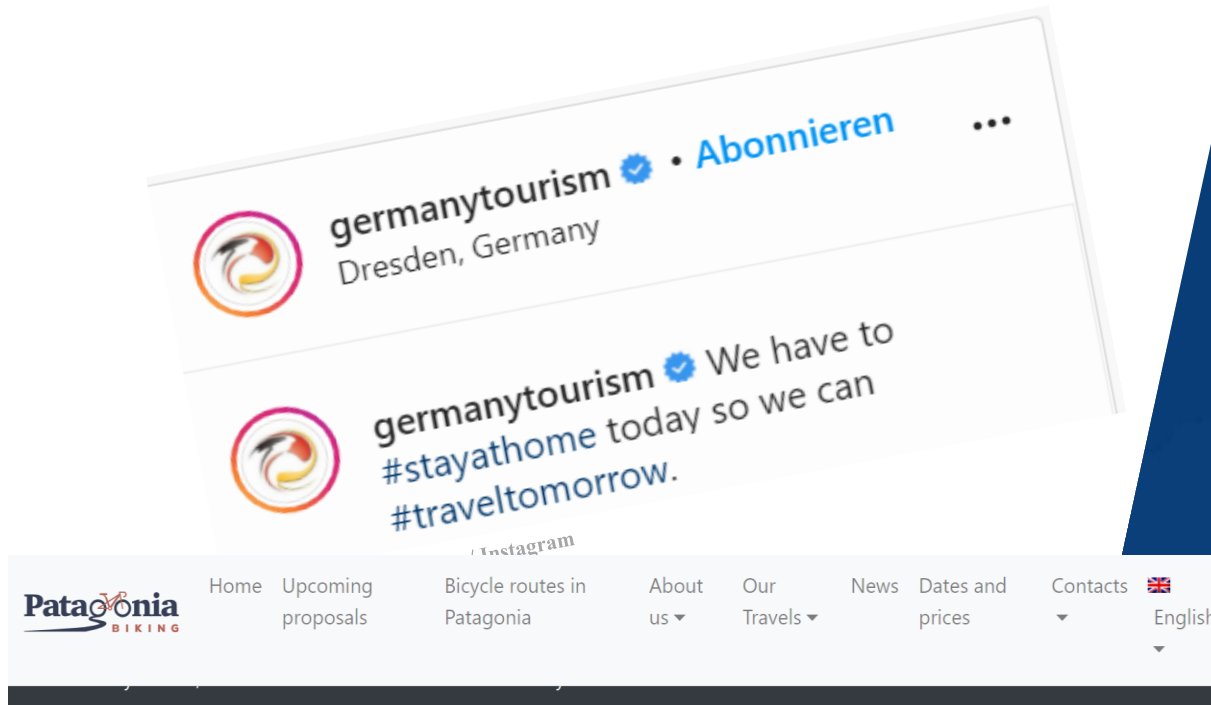 germanytourism • Abonnieren •••
Dresden, Germany
germanytourism We have to
#stayathome today so we can
#traveltomorrow.
/ Instagram
Patagonia
BIKING
Home
Upcoming
proposals
Bicycle routes in
Patagonia
About
us
Our
Travels
News
Dates and
prices
Contacts
English